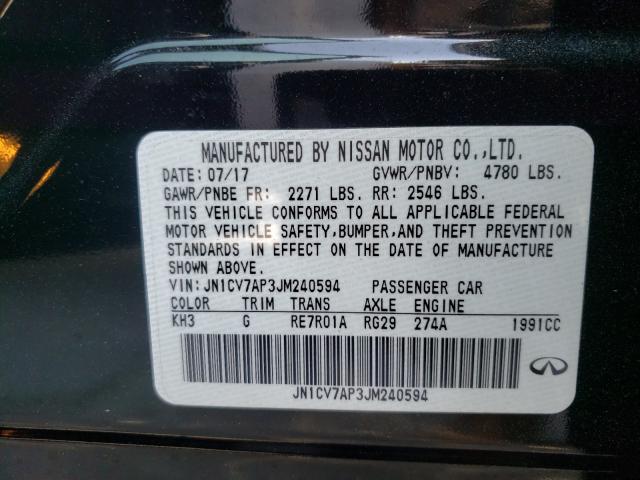 MANUFACTURED BY NISSAN MOTOR CO.,LTD.
DATE: 07/17 GVWR/PNBV: 4780 LBS.
GAWR/PNBE FR: 2271 LBS. RR: 2546 LBS.
THIS VEHICLE CONFORMS TO ALL APPLICABLE FEDERAL
MOTOR VEHICLE SAFETY,BUMPER,AND THEFT PREVENTION
STANDARDS IN EFFECT ON THE DATE OF MANUFACTURE
SHOWN ABOVE.
VIN: JN1CV7AP3JM240594 PASSENGER CAR
COLOR TRIM TRANS AXLE ENGINE
KH3 G RE7R01A RG29 274A 1991CC
JN1CV7AP3JM240594